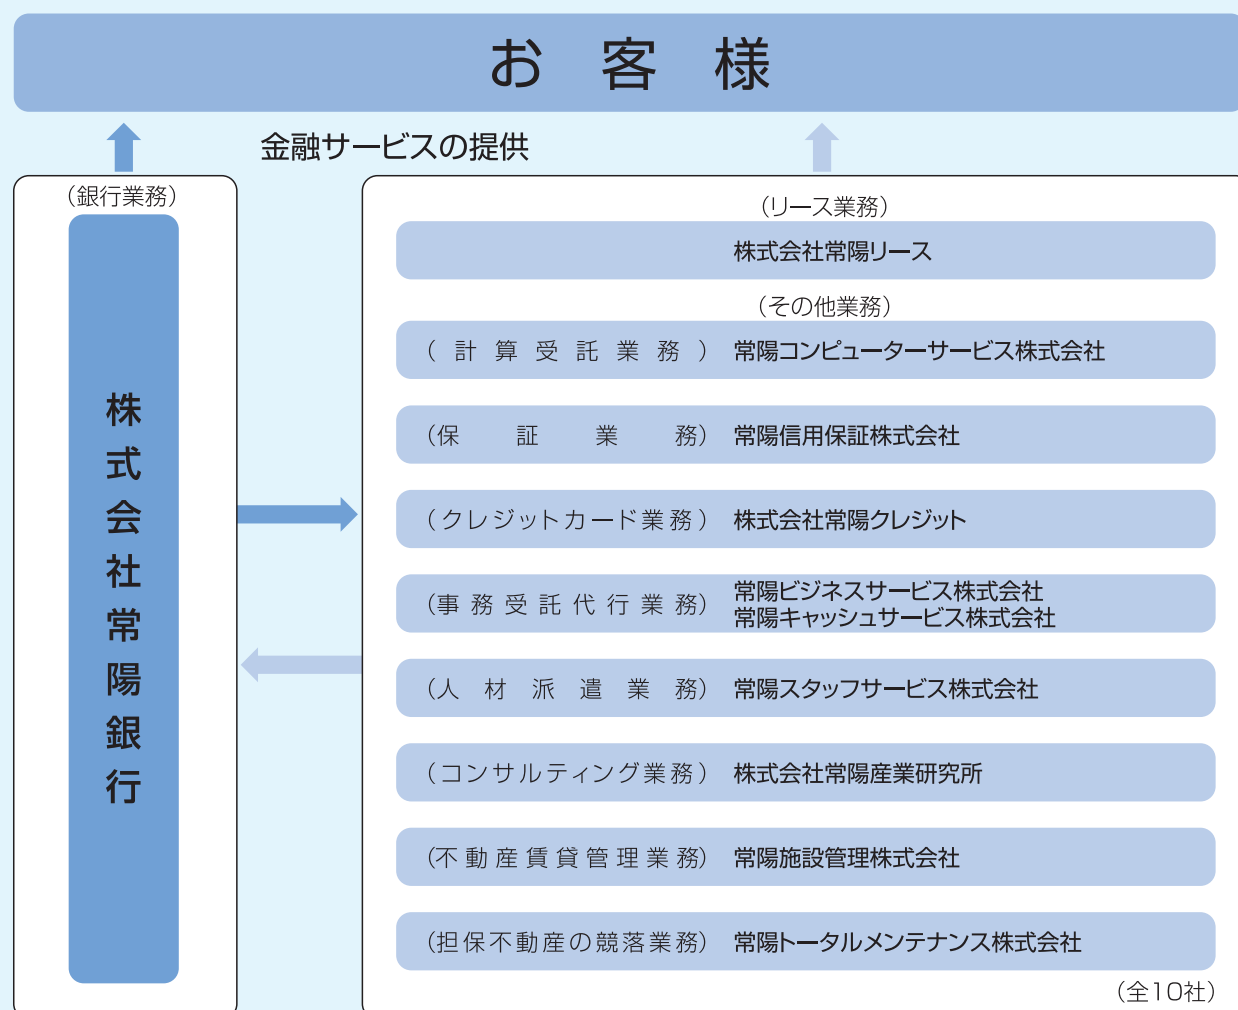 お客様
金融サービスの提供
（銀行業務）
株式会社常陽銀行
（リース業務）
株式会社常陽リース
（その他業務）
（計算受託業務） 常陽コンピューターサービス株式会社
（保証業務） 常陽信用保証株式会社
（クレジットカード業務） 株式会社常陽クレジット
（事務受託代行業務） 常陽ビジネスサービス株式会社
常陽キャッシュサービス株式会社
（人材派遣業務） 常陽スタッフサービス株式会社
（コンサルティング業務） 株式会社常陽産業研究所
（不動産賃貸管理業務） 常陽施設管理株式会社
（担保不動産の競落業務） 常陽トータルメンテナンス株式会社
（全10社）